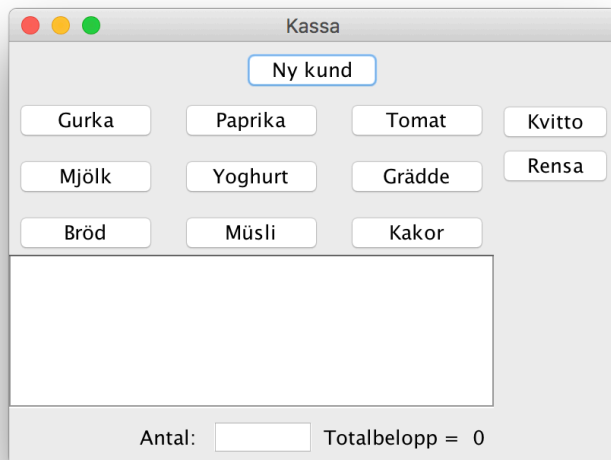 Kassa
Ny kund
Gurka Paprika Tomat Kvitto
Mjölk Yoghurt Grädde Rensa
Bröd Müsli Kakor
Antal: Totalbelopp = 0